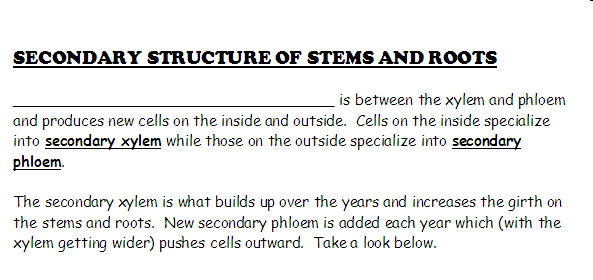 SECONDARY STRUCTURE OF STEMS AND ROOTS
________________________________________ is between the xylem and phloem
and produces new cells on the inside and outside. Cells on the inside specialize
into secondary xylem while those on the outside specialize into secondary
phloem.
The secondary xylem is what builds up over the years and increases the girth on
the stems and roots. New secondary phloem is added each year which (with the
xylem getting wider) pushes cells outward. Take a look below.